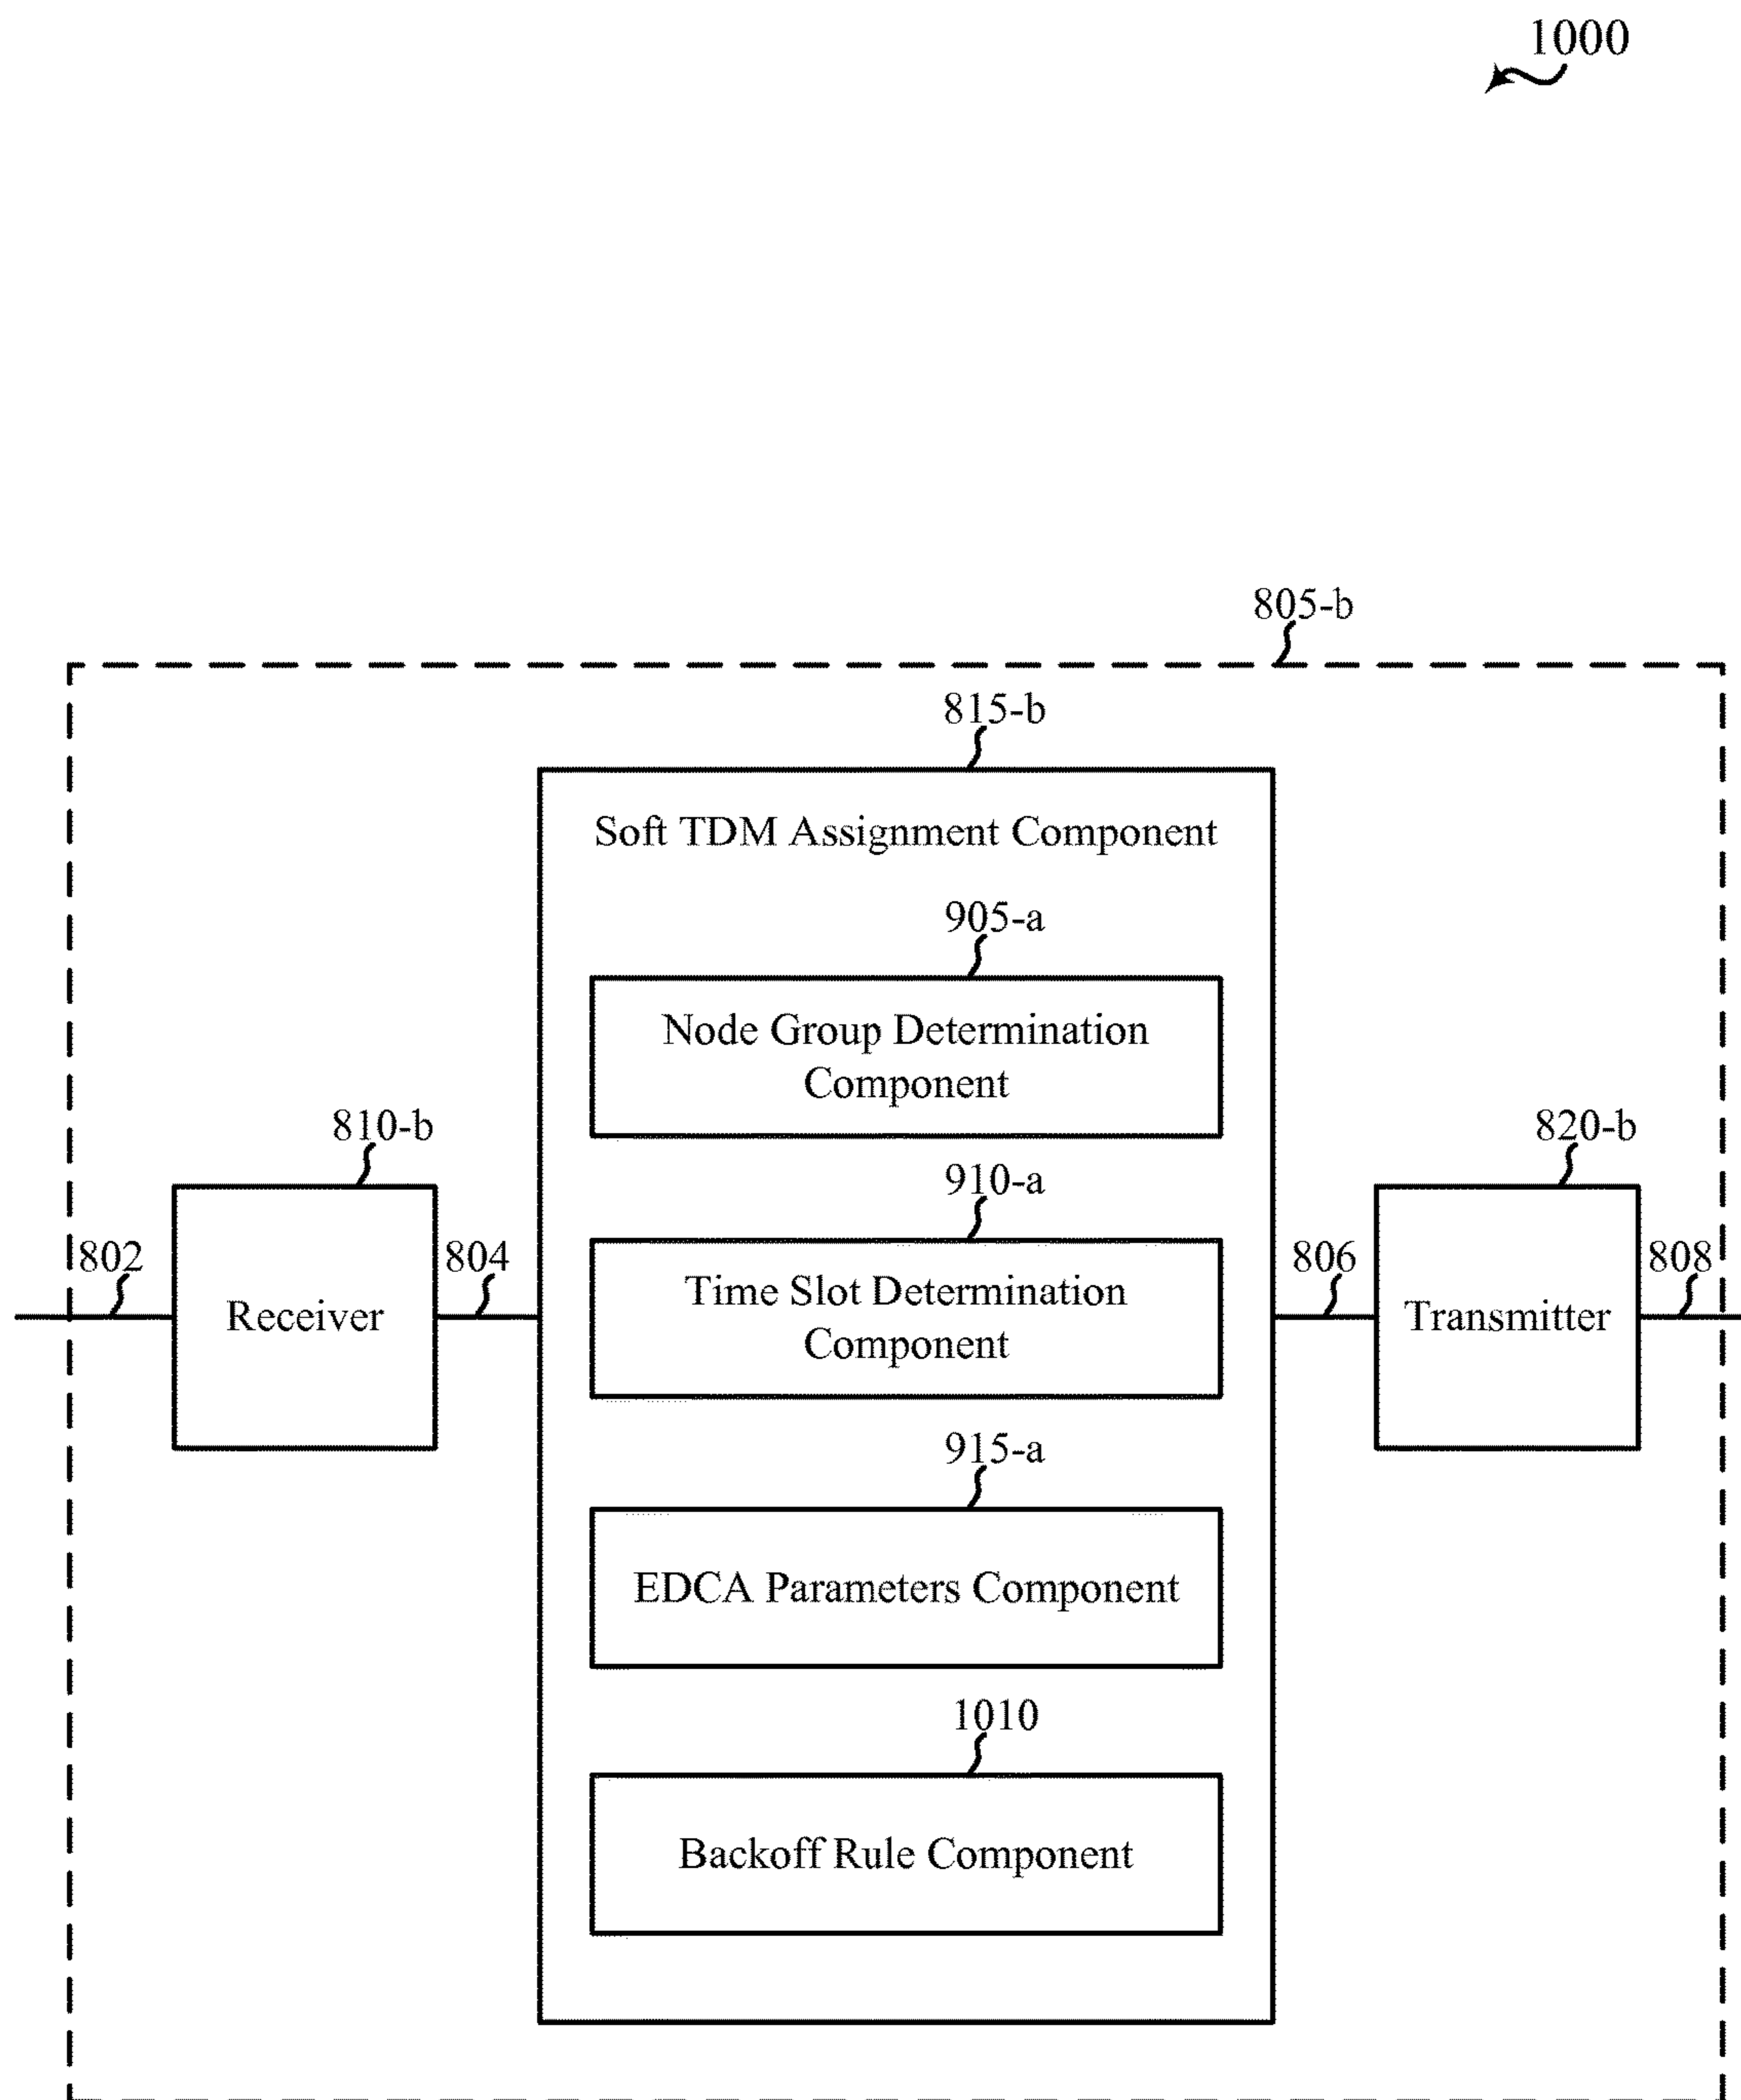 1000
805-b
815-b
Soft TDM Assignment Component
905-a
Node Group Determination
Component
810-b
820-b
910-a
802
804
806
808
Receiver
Time Slot Determination
Component
Transmitter
915-a
EDCA Parameters Component
1010
Backoff Rule Component